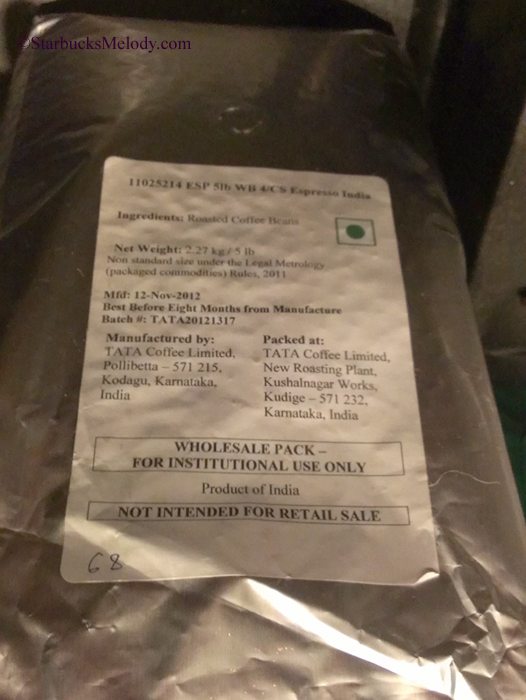 ©StarbucksMelody.com
11025214 ESP 5lb WB 4/CS Espresso India
Ingredients: Roasted Coffee Beans
Net Weight: 2.27 kg / 5 lb
Non standard size under the Legal Metrology
(packaged commodities) Rules, 2011
Mfd: 12-Nov-2012
Best Before Eight Months from Manufacture
Batch #: TATA20121317
Manufactured by:
TATA Coffee Limited,
Pollibetta – 571 215,
Kodagu, Karnataka,
India
Packed at:
TATA Coffee Limited,
New Roasting Plant,
Kushalnagar Works,
Kudige – 571 232,
Karnataka, India
WHOLESALE PACK –
FOR INSTITUTIONAL USE ONLY
Product of India
NOT INTENDED FOR RETAIL SALE
68